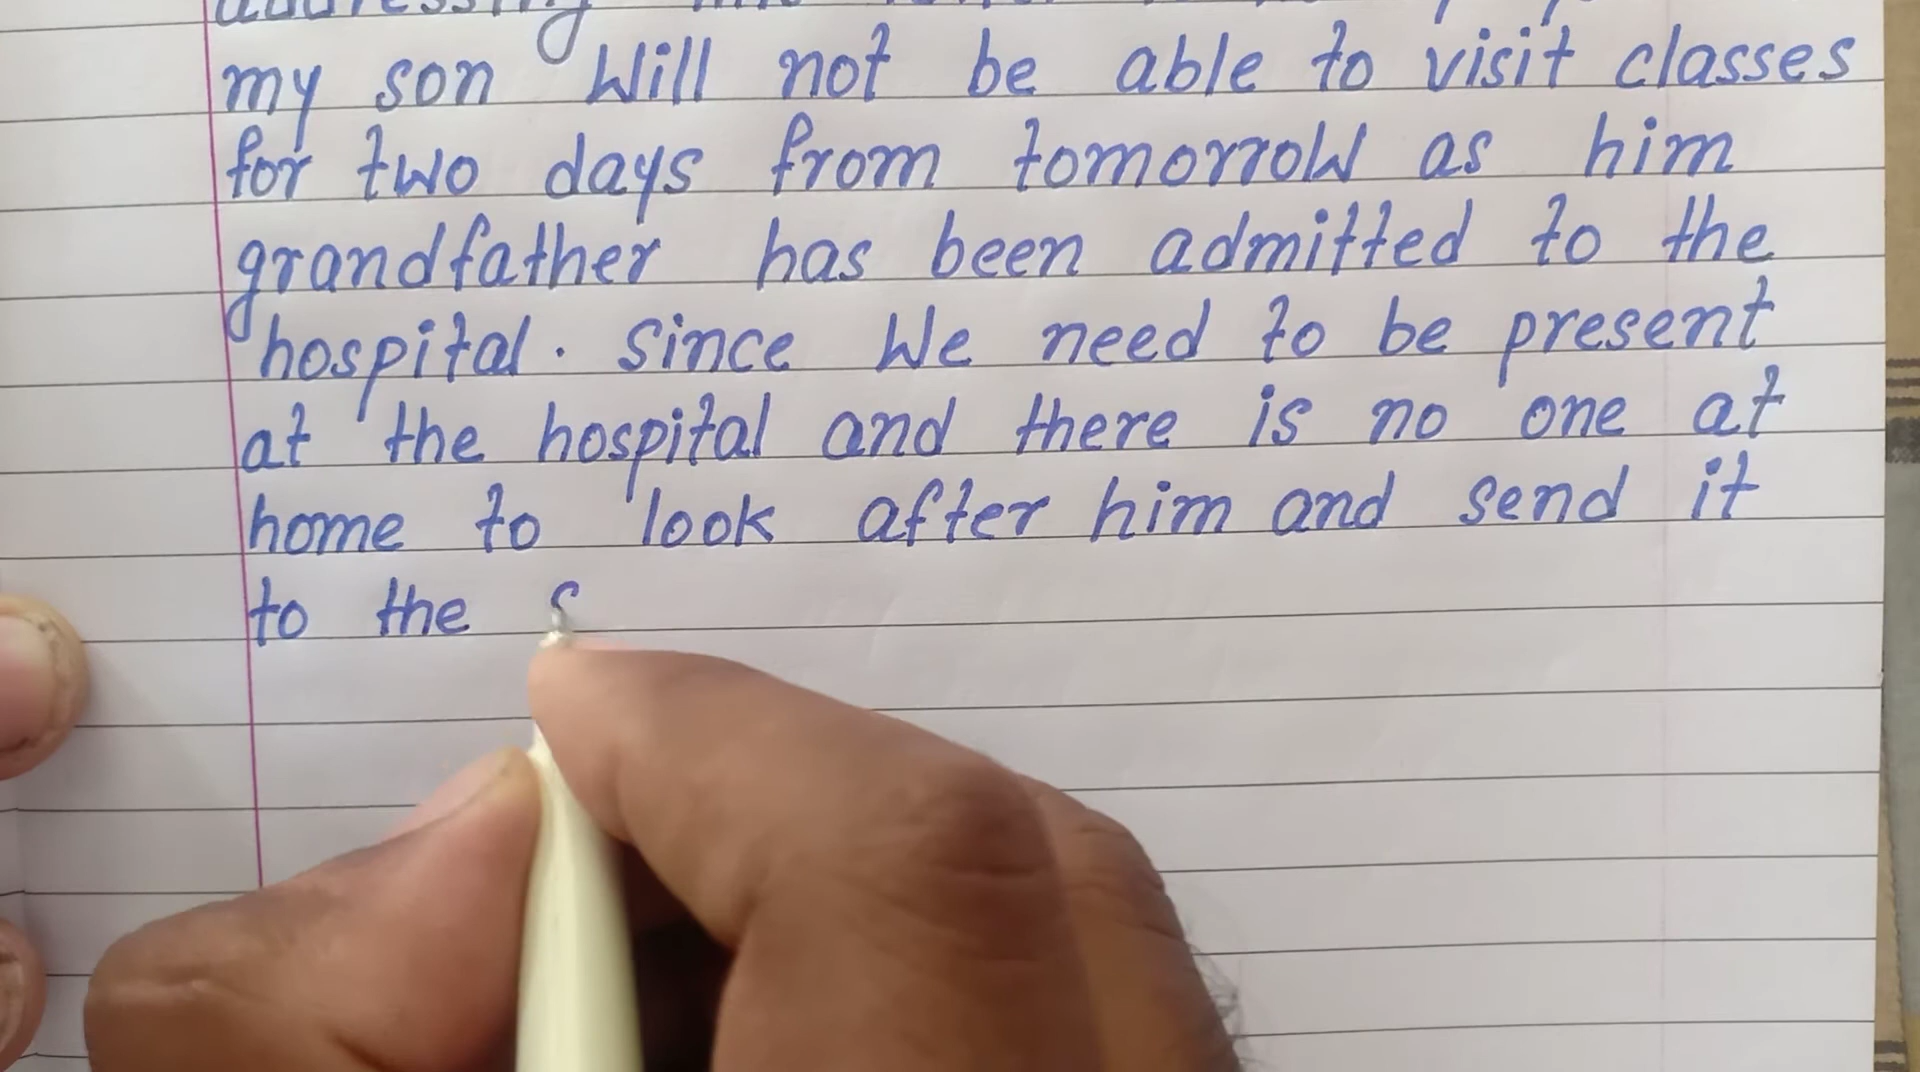 my son will not be able to visit classes
for two days from tomorrow as him
grandfather has been admitted to the
hospital. Since We need to be present
at the hospital and there is no one at
home to look after him and send it
to the